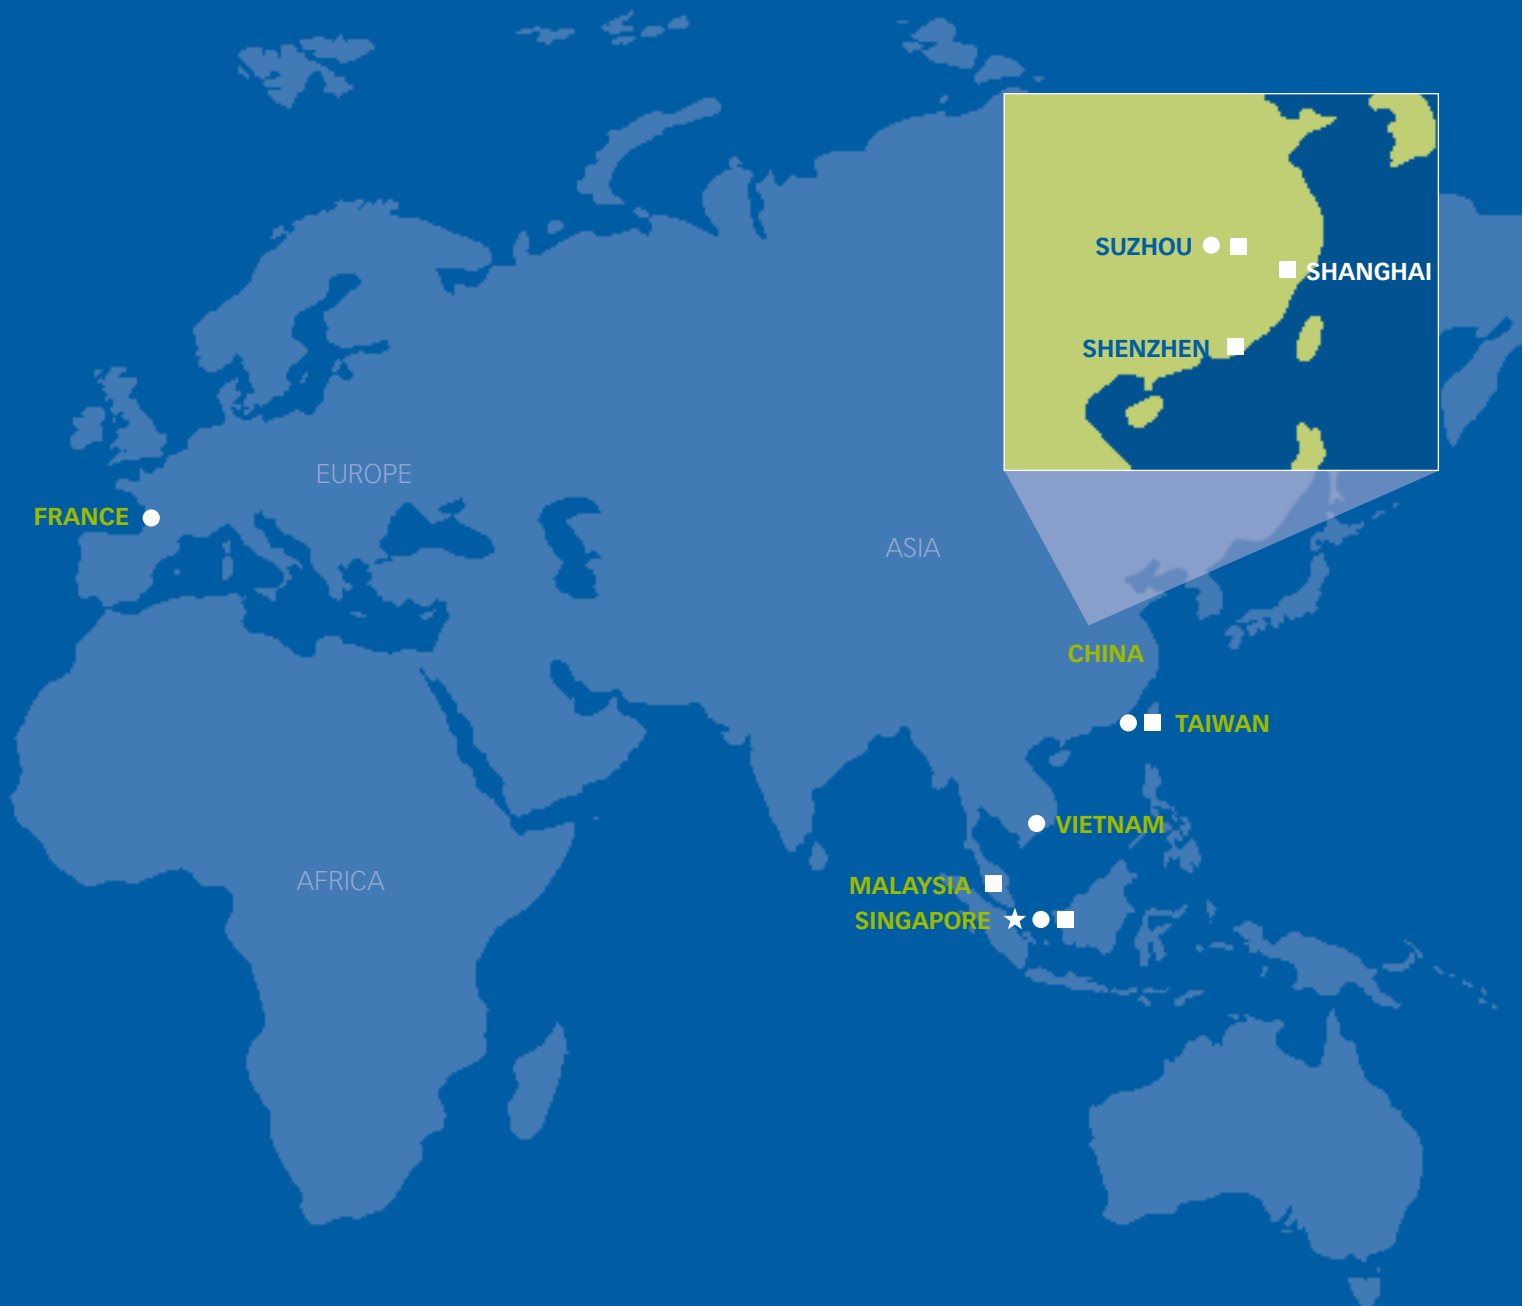 SUZHOU
SHANGHAI
SHENZHEN
EUROPE
FRANCE
ASIA
CHINA
TAIWAN
VIETNAM
AFRICA
MALAYSIA
SINGAPORE